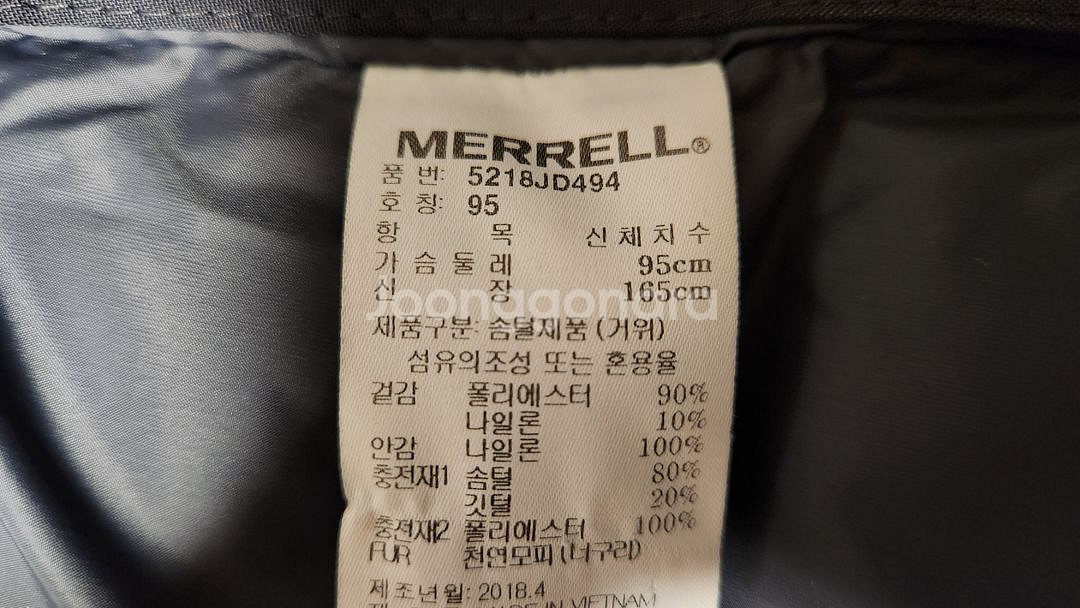 MERRELL®
품 번: 5218JD494
호 칭: 95
항 목 신 체 치 수
가 슴 둘 레 95cm
신 장 165cm
joongonara
제품구분: 솜털제품 (거위)
섬유의조성 또는 혼용율
겉감 폴리에스터 90%
나일론 10%
안감 나일론 100%
충전재1 솜털 80%
깃털 20%
충전재2 폴리에스터 100%
FUR 천연모피 (너구리)
제조년월: 2018.4
MADE IN VIETNAM